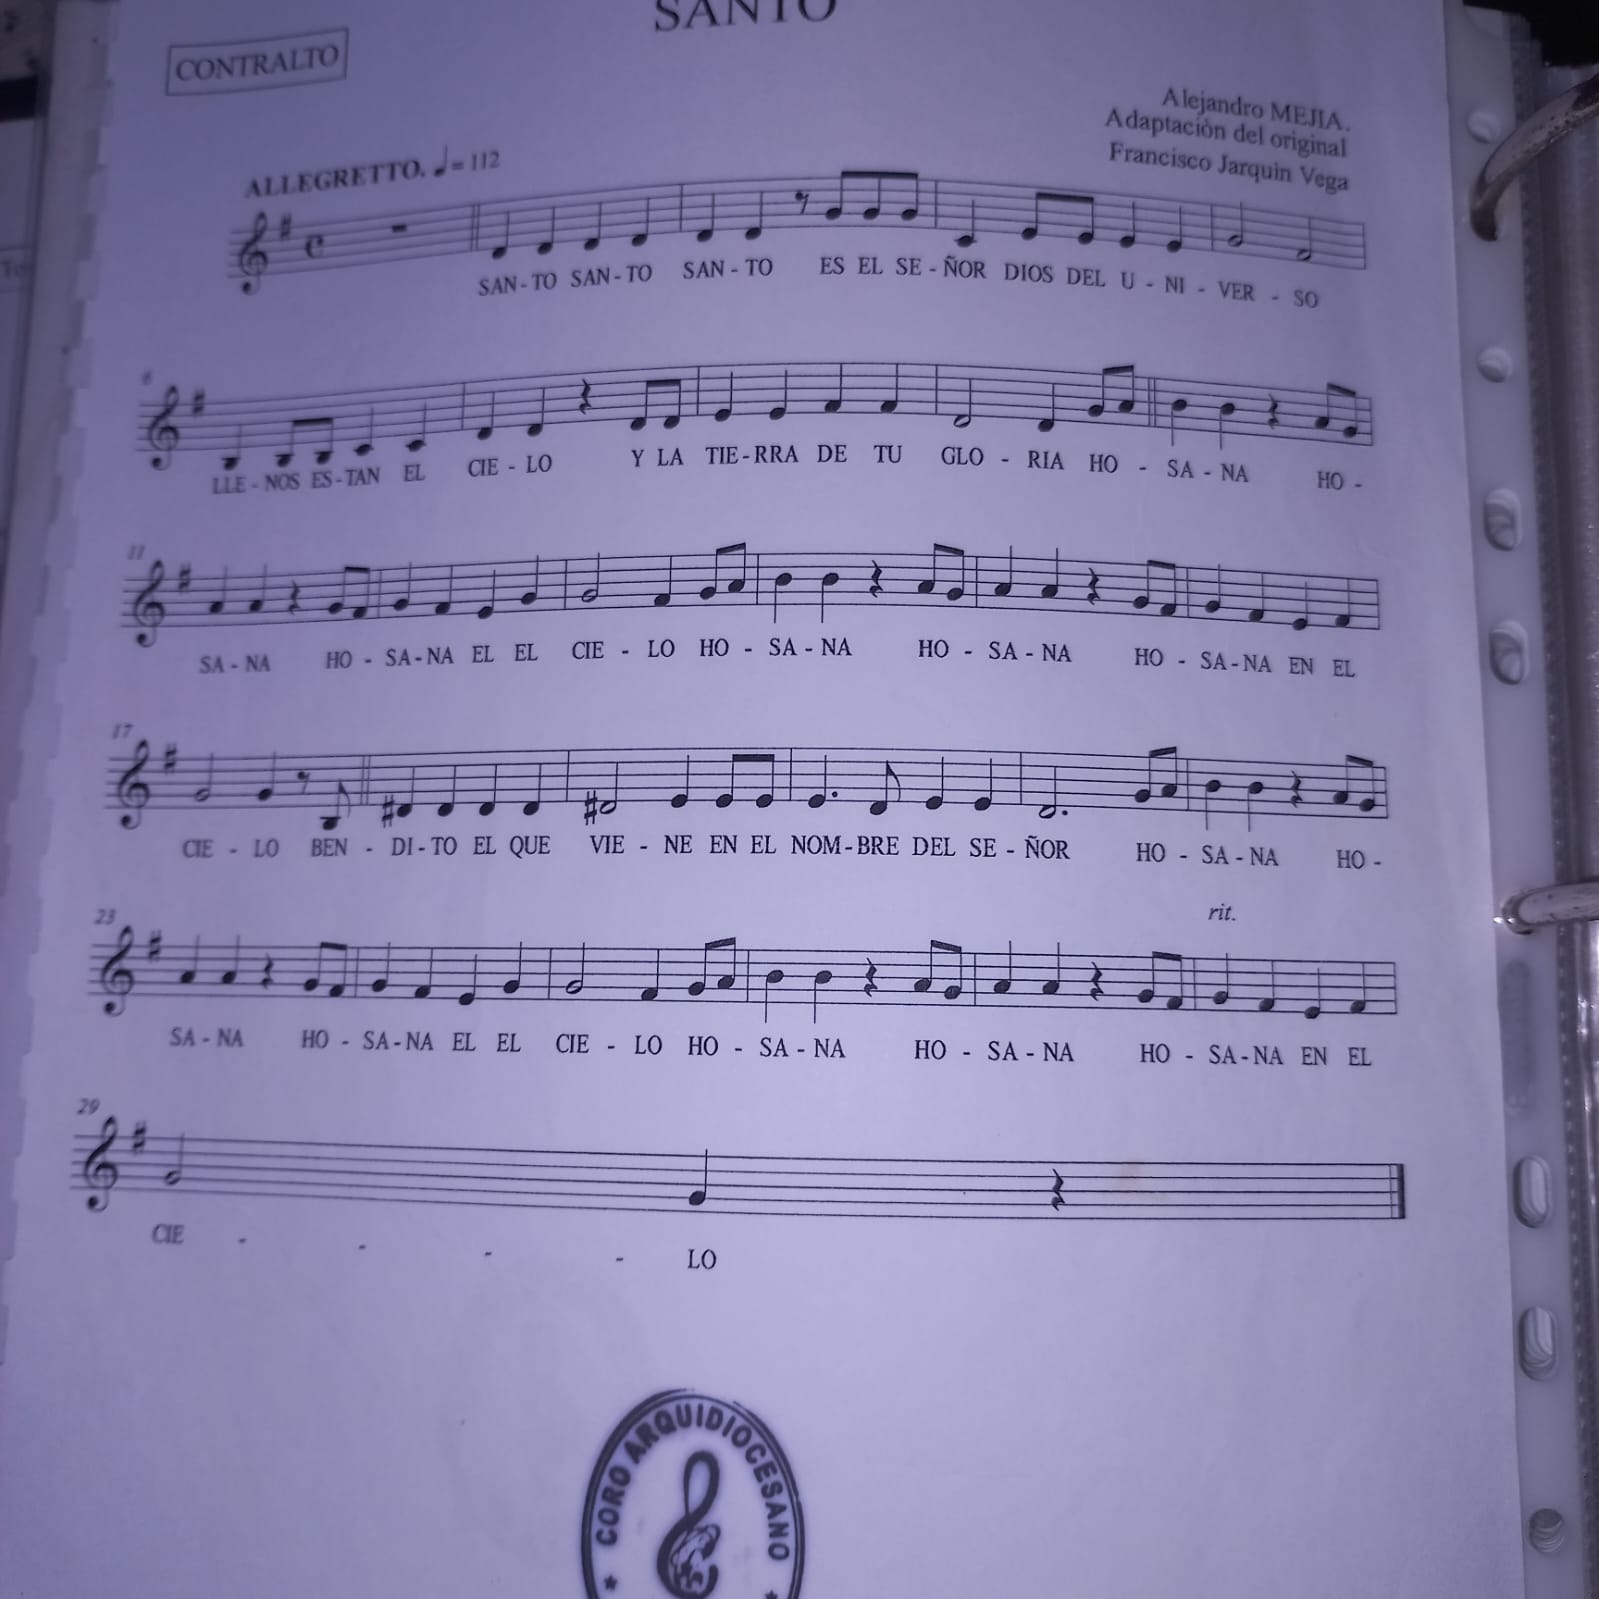 SANTO
CONTRALTO
Alejandro MEJIA.
Adaptaciòn del original
Francisco Jarquin Vega
ALLEGRETTO. ♩= 112
SAN - TO SAN - TO SAN - TO ES EL SE - ÑOR DIOS DEL U - NI - VER - SO
6
LLE - NOS ES - TAN EL CIE - LO Y LA TIE - RRA DE TU GLO - RIA HO - SA - NA HO -
11
SA - NA HO - SA - NA EL EL CIE - LO HO - SA - NA HO - SA - NA HO - SA - NA EN EL
17
CIE - LO BEN - DI - TO EL QUE VIE - NE EN EL NOM - BRE DEL SE - ÑOR HO - SA - NA HO -
rit.
23
SA - NA HO - SA - NA EL EL CIE - LO HO - SA - NA HO - SA - NA HO - SA - NA EN EL
29
CIE - - - - LO
CORO ARQUIDIOCESANO